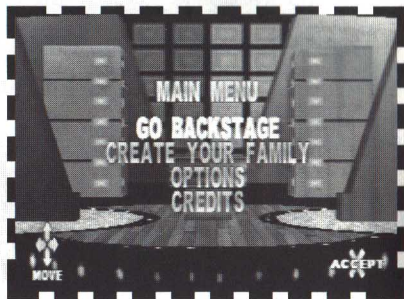 MAIN MENU
GO BACKSTAGE
CREATE YOUR FAMILY
OPTIONS
CREDITS
MOVE
ACCEPT